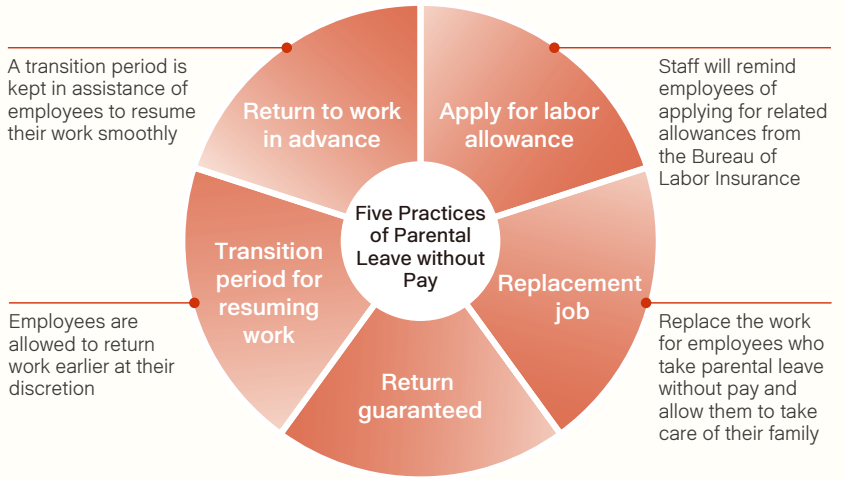 Five Practices
of Parental
Leave without
Pay
Apply for labor
allowance
Staff will remind
employees of
applying for related
allowances from
the Bureau of
Labor Insurance
Replacement
job
Replace the work
for employees who
take parental leave
without pay and
allow them to take
care of their family
Return
guaranteed
Transition
period for
resuming
work
Employees are
allowed to return
work earlier at their
discretion
Return to work
in advance
A transition period is
kept in assistance of
employees to resume
their work smoothly